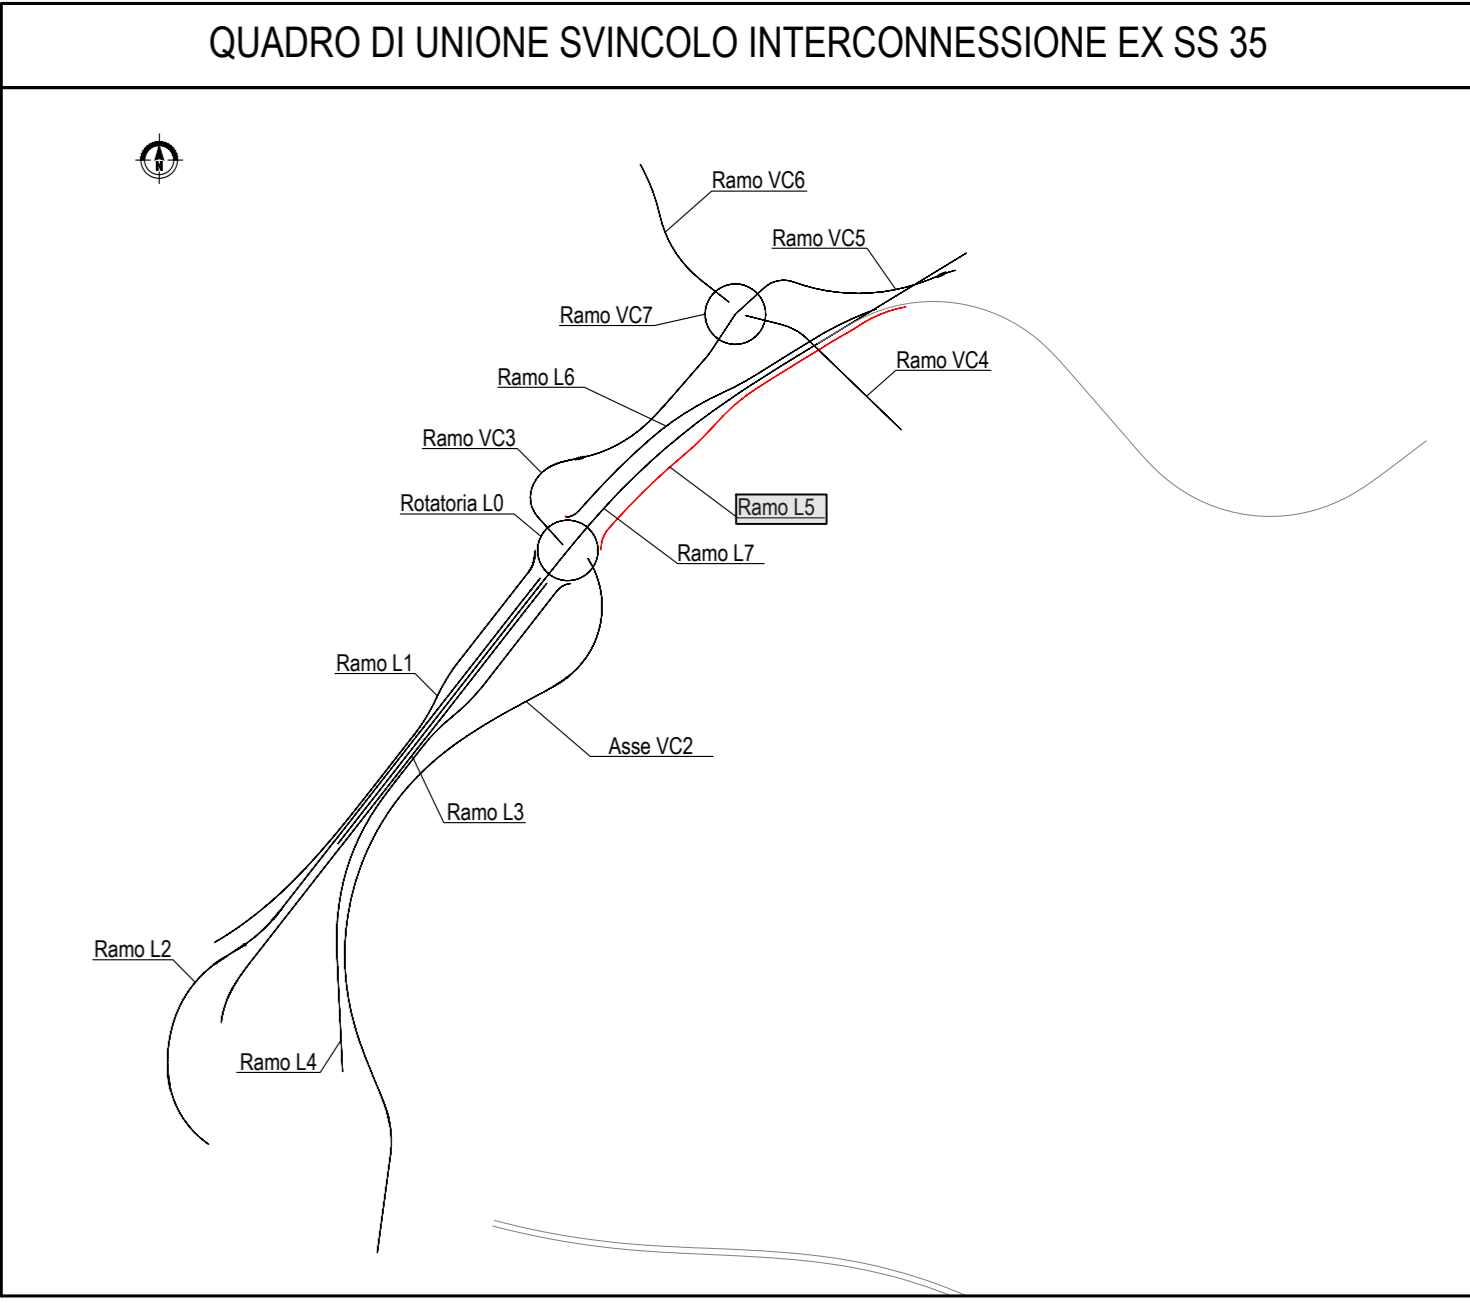 QUADRO DI UNIONE SVINCOLO INTERCONNESSIONE EX SS 35
N
Ramo VC6
Ramo VC5
Ramo VC7
Ramo VC4
Ramo L6
Ramo VC3
Rotatoria L0
Ramo L5
Ramo L7
Ramo L1
Asse VC2
Ramo L3
Ramo L2
Ramo L4